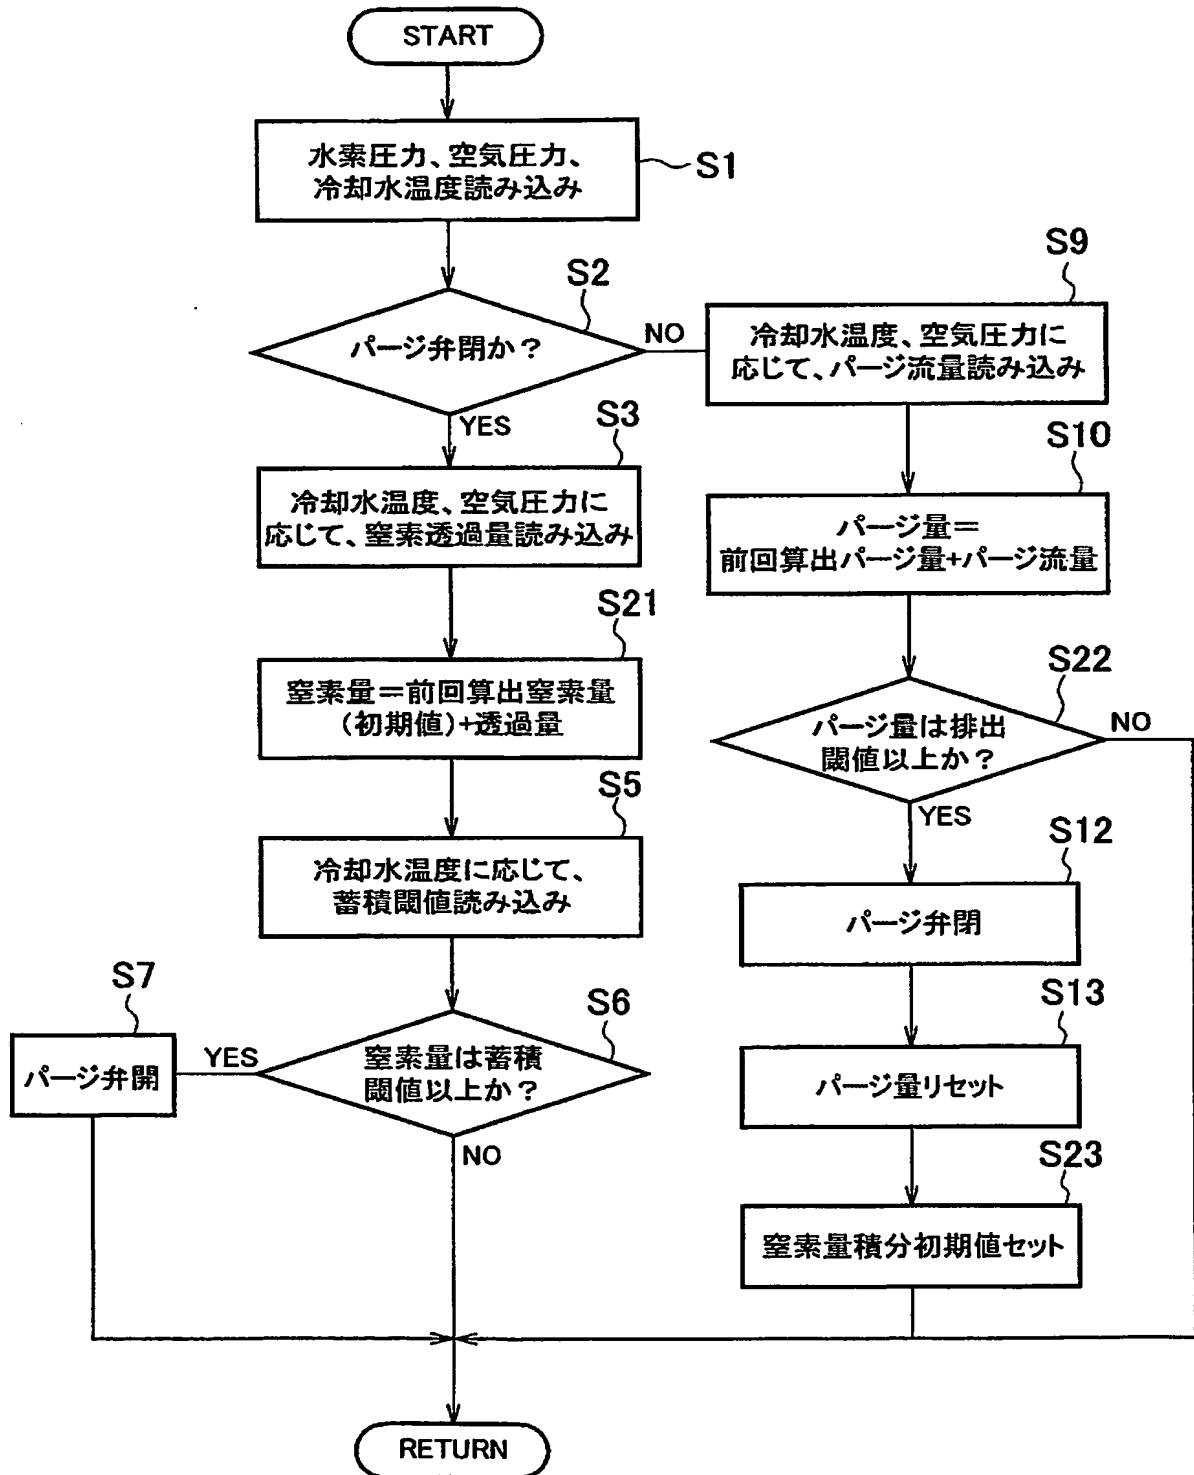 START
水素圧力、空気圧力、
冷却水温度読み込み
S1
S2
パージ弁閉か？
NO
YES
S3
冷却水温度、空気圧力に
応じて、窒素透過量読み込み
S21
窒素量＝前回算出窒素量
(初期値)+透過量
S5
冷却水温度に応じて、
蓄積閾値読み込み
S6
窒素量は蓄積
閾値以上か？
YES
NO
S7
パージ弁開
S9
冷却水温度、空気圧力に
応じて、パージ流量読み込み
S10
パージ量＝
前回算出パージ量+パージ流量
S22
パージ量は排出
閾値以上か？
NO
YES
S12
パージ弁閉
S13
パージ量リセット
S23
窒素量積分初期値セット
RETURN